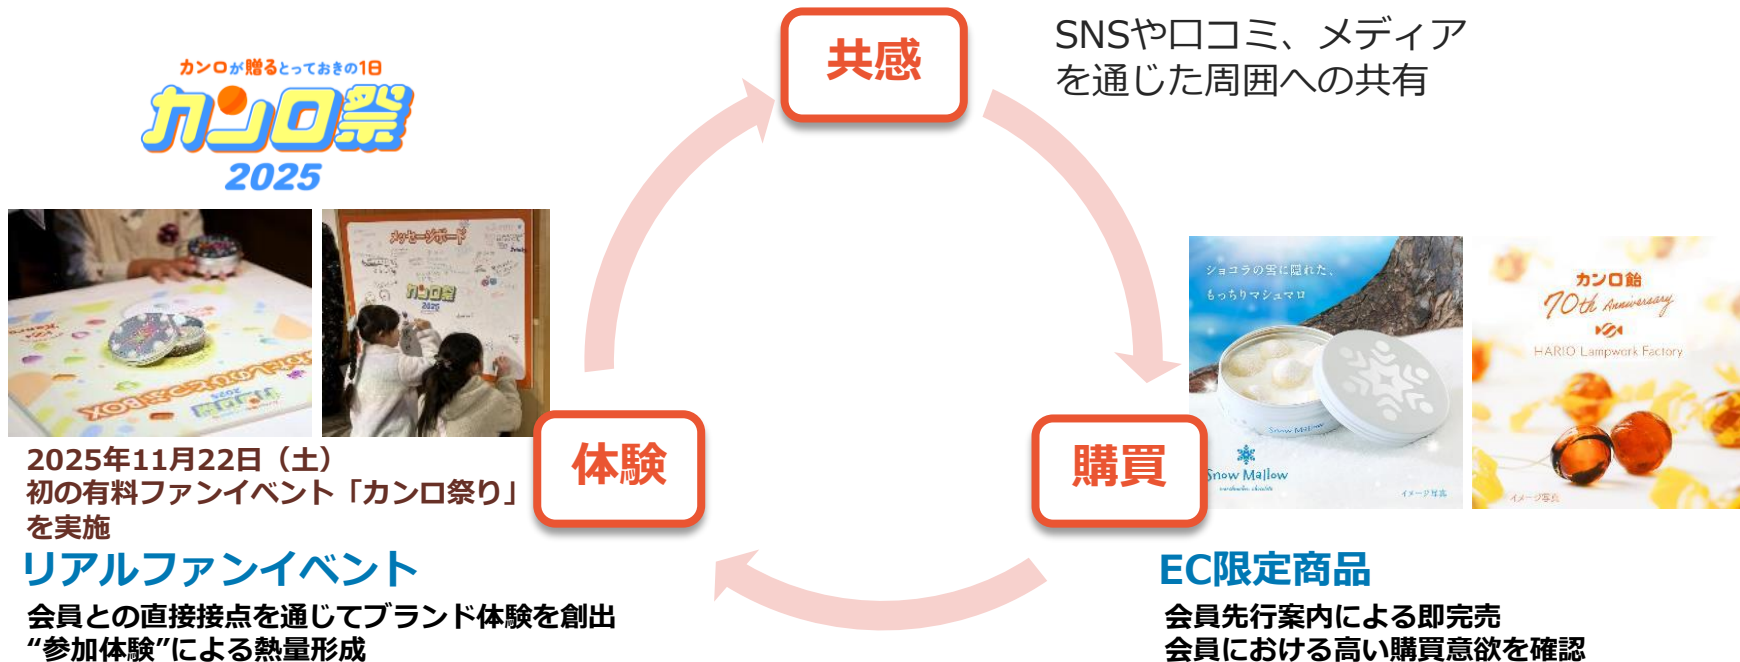 カンロが贈るとっておきの1日
カンロ祭
2025
共感
SNSや口コミ、メディア
を通じた周囲への共有
メッセージボード
カンロ祭
2025
2025年11月22日（土）
初の有料ファンイベント「カンロ祭り」
を実施
体験
リアルファンイベント
会員との直接接点を通じてブランド体験を創出
“参加体験”による熱量形成
購買
ショコラの雪に隠れた、
もっちりマシュマロ
Snow Mallow
Snow Mallow
イメージ写真
カンロ飴
70th Anniversary
HARIO Lampwork Factory
イメージ写真
EC限定商品
会員先行案内による即完売
会員における高い購買意欲を確認